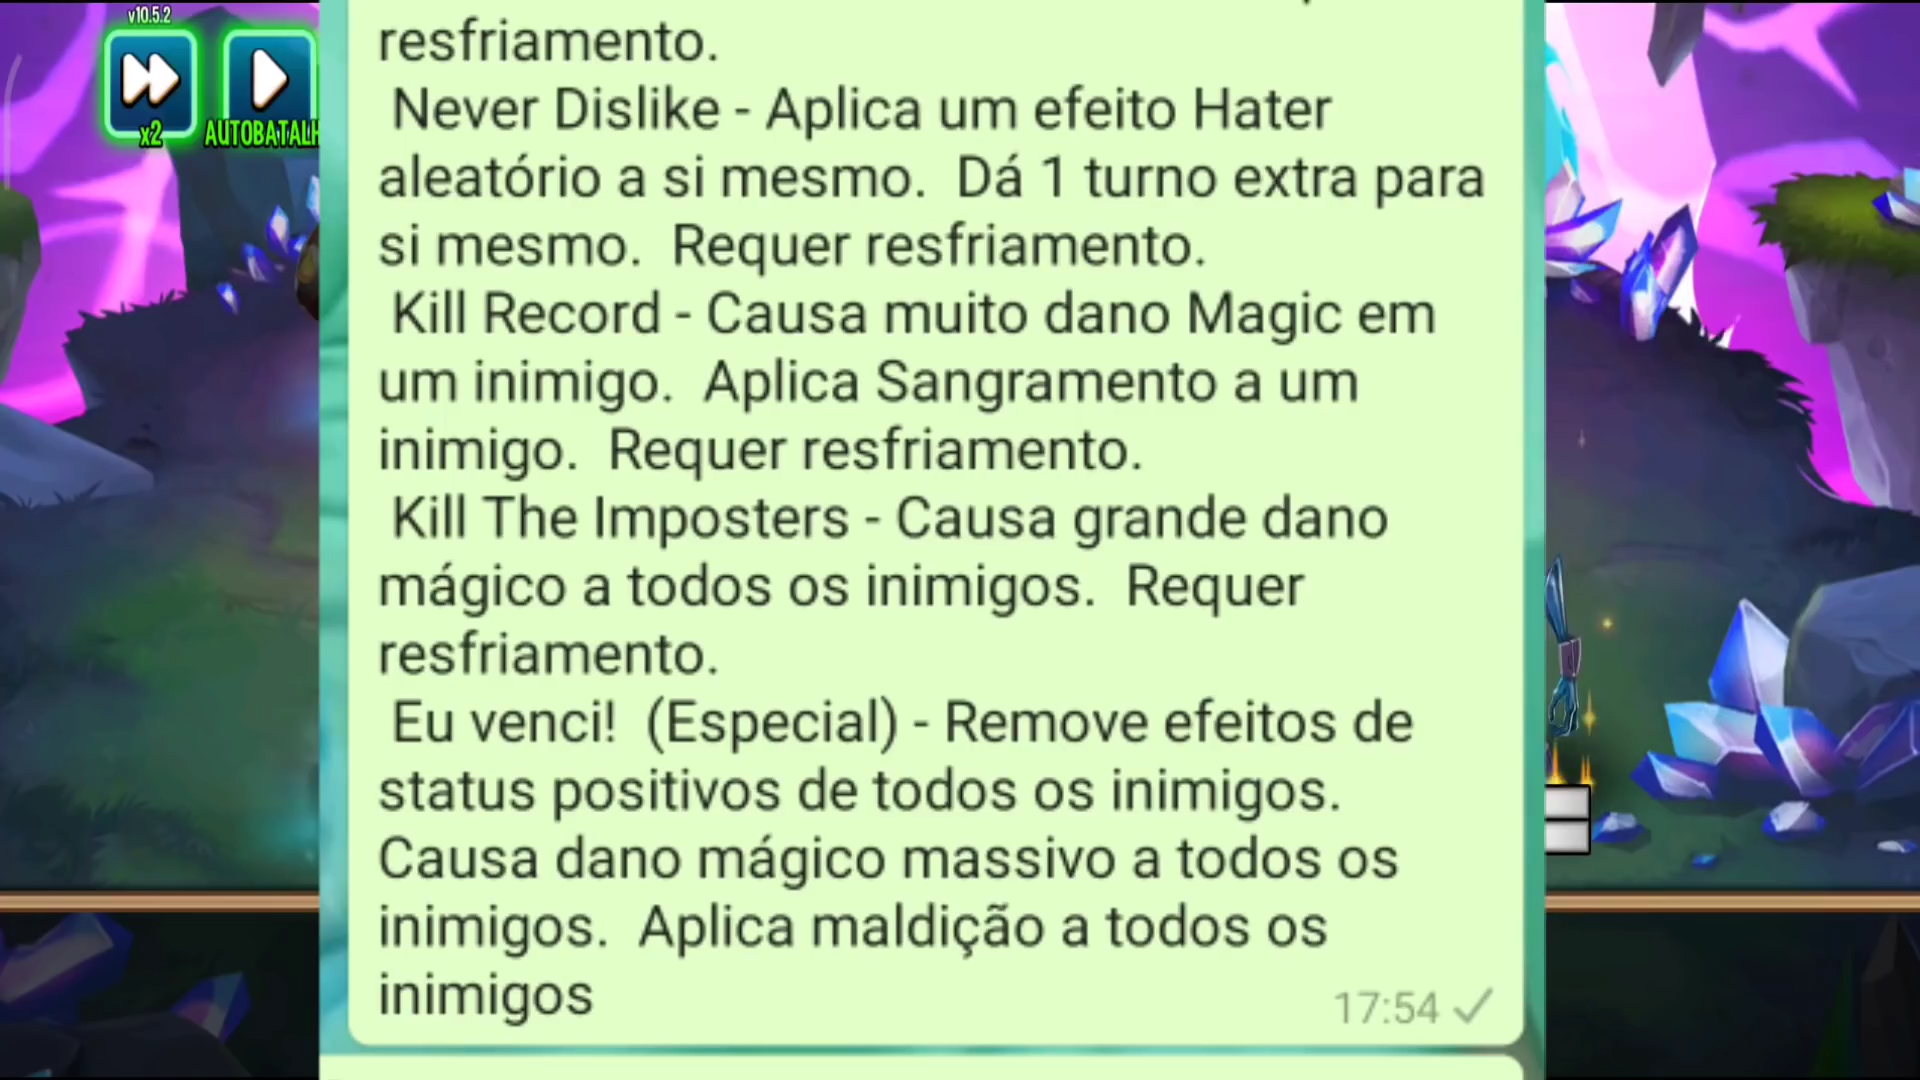 v10.5.2
x2
resfriamento.
Never Dislike - Aplica um efeito Hater
aleatório a si mesmo.  Dá 1 turno extra para
si mesmo.  Requer resfriamento.
Kill Record - Causa muito dano Magic em
um inimigo.  Aplica Sangramento a um
inimigo.  Requer resfriamento.
Kill The Imposters - Causa grande dano
mágico a todos os inimigos.  Requer
resfriamento.
Eu venci!  (Especial) - Remove efeitos de
status positivos de todos os inimigos.
Causa dano mágico massivo a todos os
inimigos.  Aplica maldição a todos os
inimigos
17:54